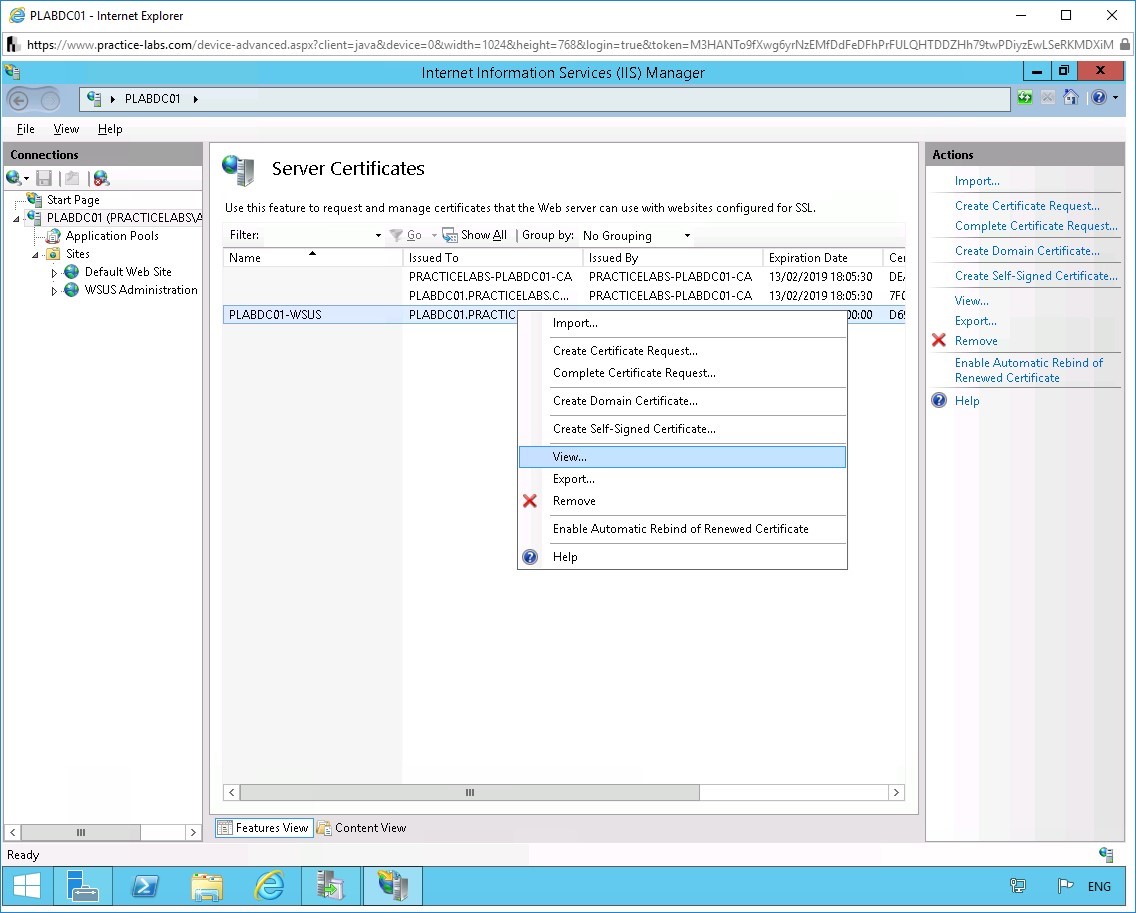 PLABDC01 - Internet Explorer
https://www.practice-labs.com/device-advanced.aspx?client=java&device=0&width=1024&height=768&login=true&token=M3HANTo9fXwg6yrNzEMfDdFeDFhPrFULQHTDDZHh79twPDiyzEwLSeRKMDXiM
Internet Information Services (IIS) Manager
PLABDC01
File View Help
Connections
Start Page
PLABDC01 (PRACTICELABS\A
Application Pools
Sites
Default Web Site
WSUS Administration
Server Certificates
Use this feature to request and manage certificates that the Web server can use with websites configured for SSL.
Filter: Go Show All Group by: No Grouping
Name Issued To Issued By Expiration Date Cer
PRACTICELABS-PLABDC01-CA PRACTICELABS-PLABDC01-CA 13/02/2019 18:05:30 DEA
PLABDC01.PRACTICELABS.C... PRACTICELABS-PLABDC01-CA 13/02/2019 18:05:30 7F0
PLABDC01-WSUS PLABDC01.PRACTIC 00:00 D69
Import...
Create Certificate Request...
Complete Certificate Request...
Create Domain Certificate...
Create Self-Signed Certificate...
View...
Export...
Remove
Enable Automatic Rebind of Renewed Certificate
Help
Features View Content View
Actions
Import...
Create Certificate Request...
Complete Certificate Request...
Create Domain Certificate...
Create Self-Signed Certificate...
View...
Export...
Remove
Enable Automatic Rebind of
Renewed Certificate
Help
Ready
ENG